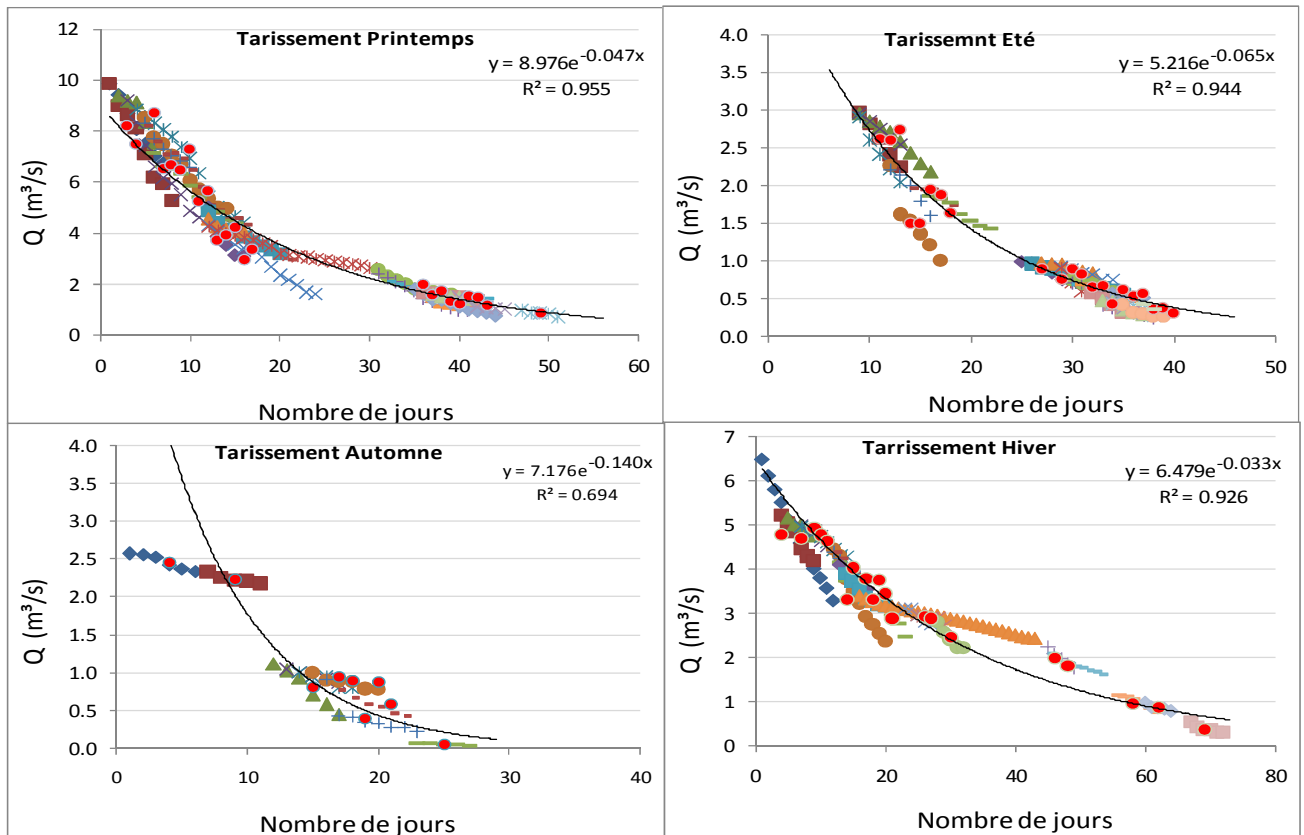 Tarissement Printemps
y = 8.976e^-0.047x
R² = 0.955
Q (m³/s)
12
10
8
6
4
2
0
0 10 20 30 40 50 60
Nombre de jours
Tarissemnt Eté
y = 5.216e^-0.065x
R² = 0.944
Q (m³/s)
4.0
3.5
3.0
2.5
2.0
1.5
1.0
0.5
0.0
0 10 20 30 40 50
Nombre de jours
Tarissement Automne
y = 7.176e^-0.140x
R² = 0.694
Q (m³/s)
4.0
3.5
3.0
2.5
2.0
1.5
1.0
0.5
0.0
0 10 20 30 40
Nombre de jours
Tarrissement Hiver
y = 6.479e^-0.033x
R² = 0.926
Q (m³/s)
7
6
5
4
3
2
1
0
0 20 40 60 80
Nombre de jours